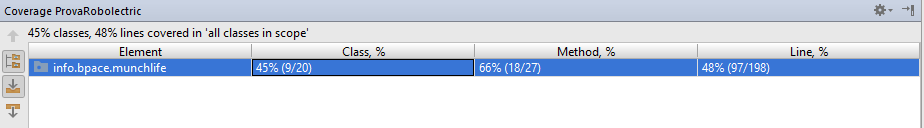 Coverage ProvaRobolectric
45% classes, 48% lines covered in 'all classes in scope'
Element Class, % Method, % Line, %
info.bpace.munchlife 45% (9/20) 66% (18/27) 48% (97/198)